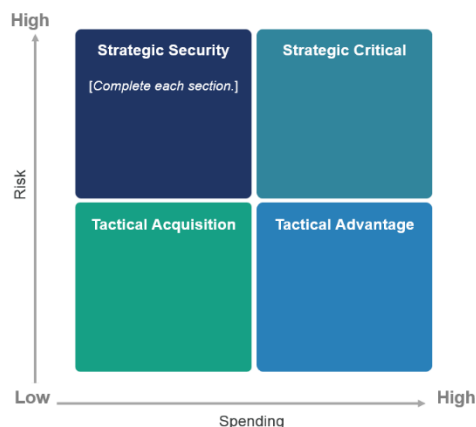 High
Strategic Security
Strategic Critical
[Complete each section.]
Risk
Tactical Acquisition
Tactical Advantage
Low
High
Spending